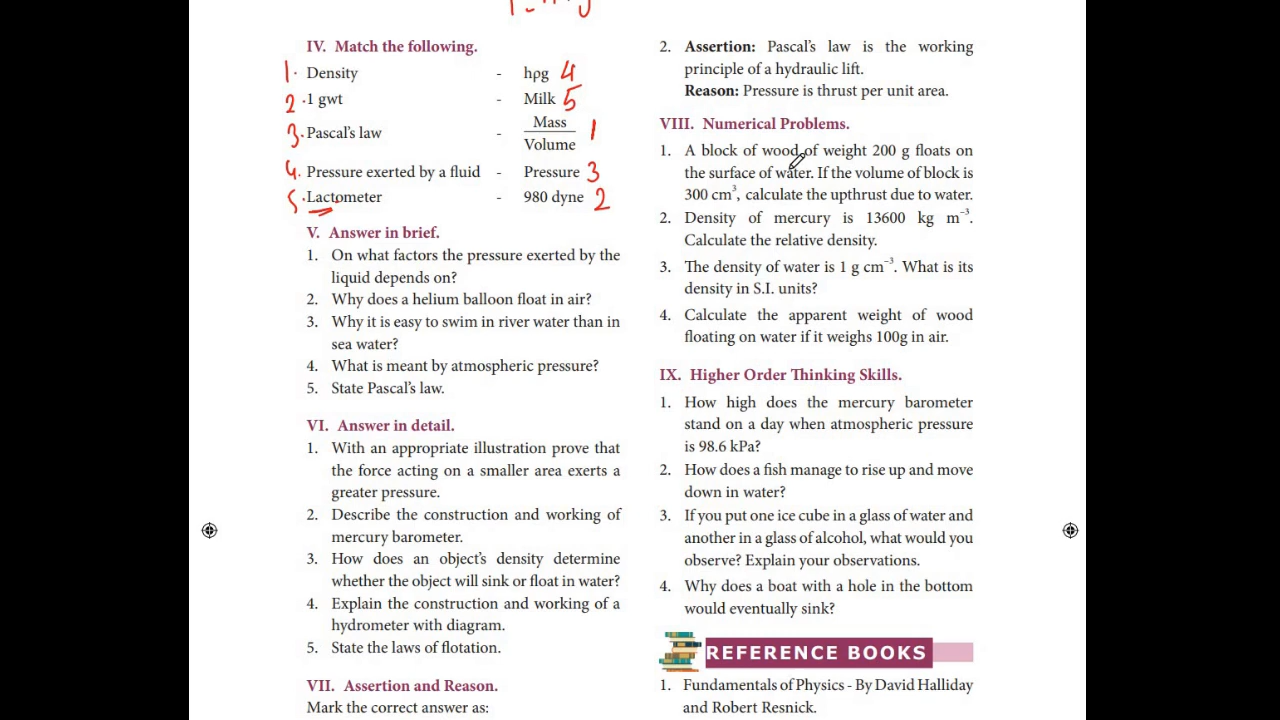 IV. Match the following.
1. Density - hρg 4
2. 1 gwt - Milk 5
3. Pascal's law - Mass
Volume 1
4. Pressure exerted by a fluid - Pressure 3
5. Lactometer - 980 dyne 2
V. Answer in brief.
1. On what factors the pressure exerted by the
liquid depends on?
2. Why does a helium balloon float in air?
3. Why it is easy to swim in river water than in
sea water?
4. What is meant by atmospheric pressure?
5. State Pascal's law.
VI. Answer in detail.
1. With an appropriate illustration prove that
the force acting on a smaller area exerts a
greater pressure.
2. Describe the construction and working of
mercury barometer.
3. How does an object's density determine
whether the object will sink or float in water?
4. Explain the construction and working of a
hydrometer with diagram.
5. State the laws of flotation.
VII. Assertion and Reason.
Mark the correct answer as:
2. Assertion: Pascal's law is the working
principle of a hydraulic lift.
Reason: Pressure is thrust per unit area.
VIII. Numerical Problems.
1. A block of wood of weight 200 g floats on
the surface of water. If the volume of block is
300 cm³, calculate the upthrust due to water.
2. Density of mercury is 13600 kg m⁻³.
Calculate the relative density.
3. The density of water is 1 g cm⁻³. What is its
density in S.I. units?
4. Calculate the apparent weight of wood
floating on water if it weighs 100g in air.
IX. Higher Order Thinking Skills.
1. How high does the mercury barometer
stand on a day when atmospheric pressure
is 98.6 kPa?
2. How does a fish manage to rise up and move
down in water?
3. If you put one ice cube in a glass of water and
another in a glass of alcohol, what would you
observe? Explain your observations.
4. Why does a boat with a hole in the bottom
would eventually sink?
REFERENCE BOOKS
1. Fundamentals of Physics - By David Halliday
and Robert Resnick.